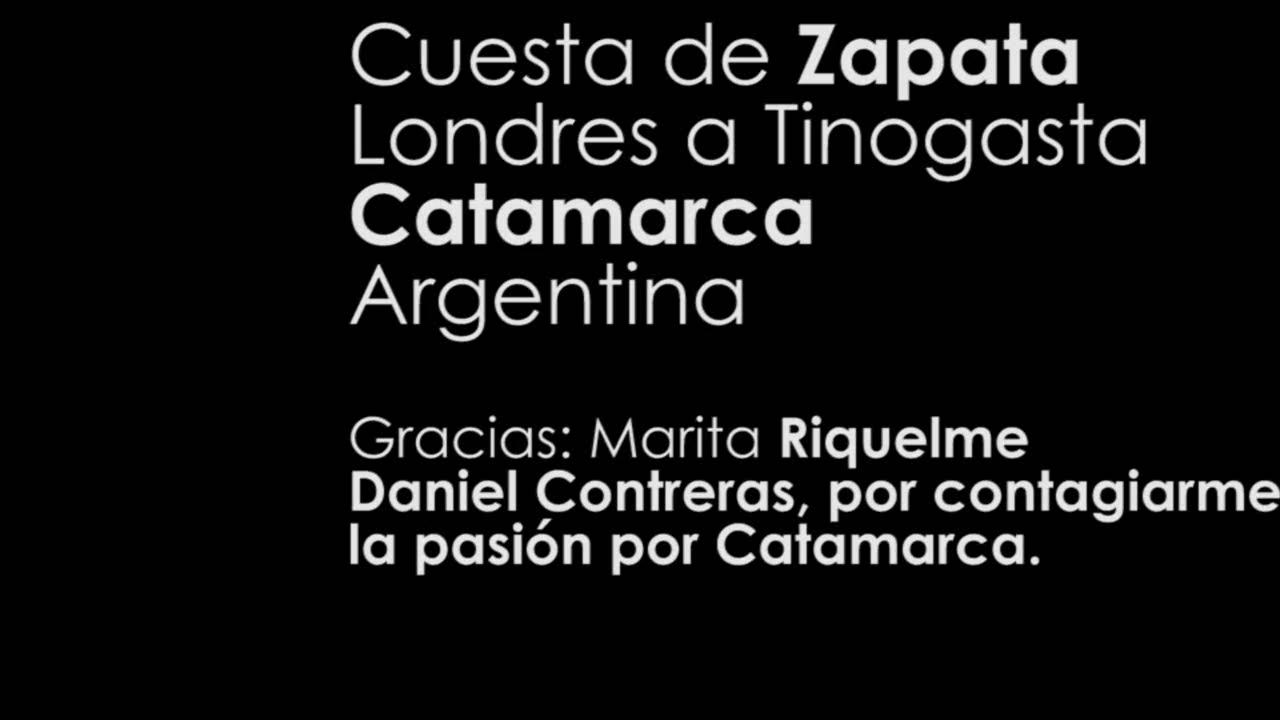 Cuesta de Zapata
Londres a Tinogasta
Catamarca
Argentina
Gracias: Marita Riquelme
Daniel Contreras, por contagiarme
la pasión por Catamarca.